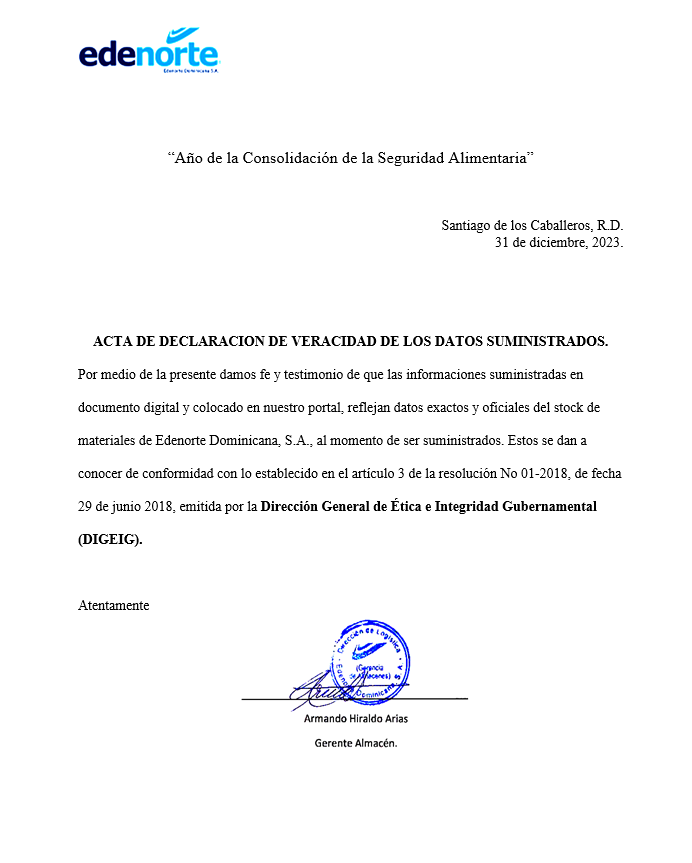 edenorte
Edenorte Dominicana S.A.
“Año de la Consolidación de la Seguridad Alimentaria”
Santiago de los Caballeros, R.D.
31 de diciembre, 2023.
ACTA DE DECLARACION DE VERACIDAD DE LOS DATOS SUMINISTRADOS.
Por medio de la presente damos fe y testimonio de que las informaciones suministradas en
documento digital y colocado en nuestro portal, reflejan datos exactos y oficiales del stock de
materiales de Edenorte Dominicana, S.A., al momento de ser suministrados. Estos se dan a
conocer de conformidad con lo establecido en el artículo 3 de la resolución No 01-2018, de fecha
29 de junio 2018, emitida por la Dirección General de Ética e Integridad Gubernamental
(DIGEIG).
Atentamente
Dirección de Logística
(Gerencia
de Almacenes)
Edenorte Dominicana, S. A.
Armando Hiraldo Arias
Gerente Almacén.